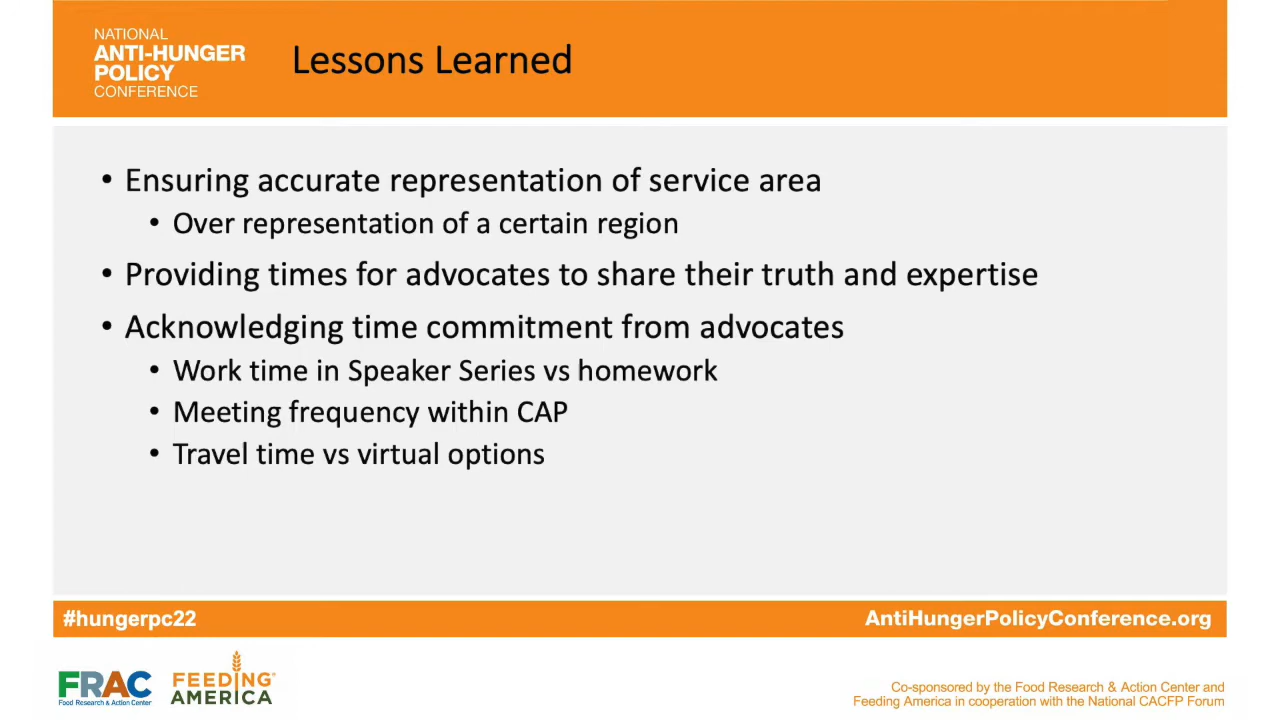 NATIONAL
ANTI-HUNGER
POLICY
CONFERENCE
Lessons Learned
• Ensuring accurate representation of service area
• Over representation of a certain region
• Providing times for advocates to share their truth and expertise
• Acknowledging time commitment from advocates
• Work time in Speaker Series vs homework
• Meeting frequency within CAP
• Travel time vs virtual options
#hungerpc22
AntiHungerPolicyConference.org
FRAC
Food Research & Action Center
FEEDING
AMERICA
Co-sponsored by the Food Research & Action Center and
Feeding America in cooperation with the National CACFP Forum